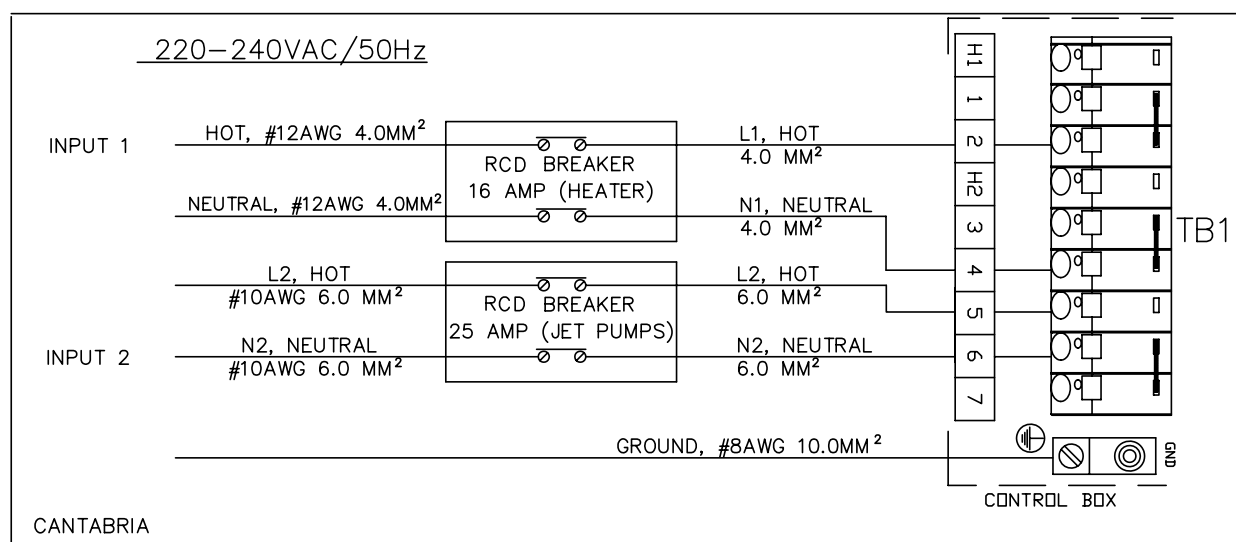 220-240VAC/50Hz
INPUT 1
HOT, #12AWG 4.0MM²
NEUTRAL, #12AWG 4.0MM²
RCD BREAKER
16 AMP (HEATER)
L1, HOT
4.0 MM²
N1, NEUTRAL
4.0 MM²
INPUT 2
L2, HOT
#10AWG 6.0 MM²
N2, NEUTRAL
#10AWG 6.0 MM²
RCD BREAKER
25 AMP (JET PUMPS)
L2, HOT
6.0 MM²
N2, NEUTRAL
6.0 MM²
GROUND, #8AWG 10.0MM²
H1
1
2
H2
3
4
5
6
7
TB1
GND
CONTROL BOX
CANTABRIA